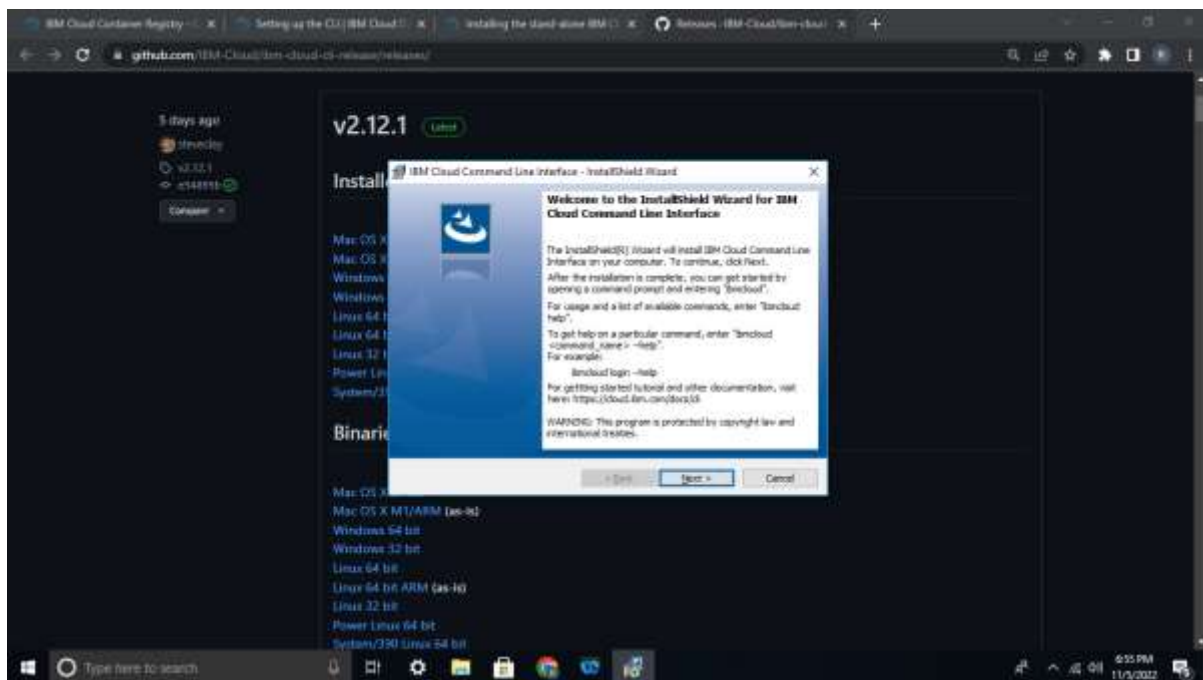 IBM Cloud Container Registry
Setting up the CLI | IBM Cloud
Installing the stand-alone IBM
Releases · IBM-Cloud/ibm-cloud
github.com/IBM-Cloud/ibm-cloud-cli-release/releases/
5 days ago
v2.12.1
Compare
v2.12.1 Latest
Install
IBM Cloud Command Line Interface - InstallShield Wizard
Welcome to the InstallShield Wizard for IBM
Cloud Command Line Interface
The InstallShield(R) Wizard will install IBM Cloud Command Line
Interface on your computer. To continue, click Next.
After the installation is complete, you can get started by
opening a command prompt and entering "ibmcloud".
For usage and a list of available commands, enter "ibmcloud
help".
To get help on a particular command, enter "ibmcloud
<command_name> --help".
For example:
ibmcloud login --help
For gettting started tutorial and other documentation, visit
here: https://cloud.ibm.com/docs/cli
WARNING: This program is protected by copyright law and
international treaties.
< Back
Next >
Cancel
Mac OS X
Mac OS X
Windows
Windows
Linux 64 b
Linux 64 b
Linux 32 b
Power Lin
System/3
Binarie
Mac OS X
Mac OS X M1/ARM (as-is)
Windows 64 bit
Windows 32 bit
Linux 64 bit
Linux 64 bit ARM (as-is)
Linux 32 bit
Power Linux 64 bit
System/390 Linux 64 bit
Type here to search
6:55 PM
11/5/2022